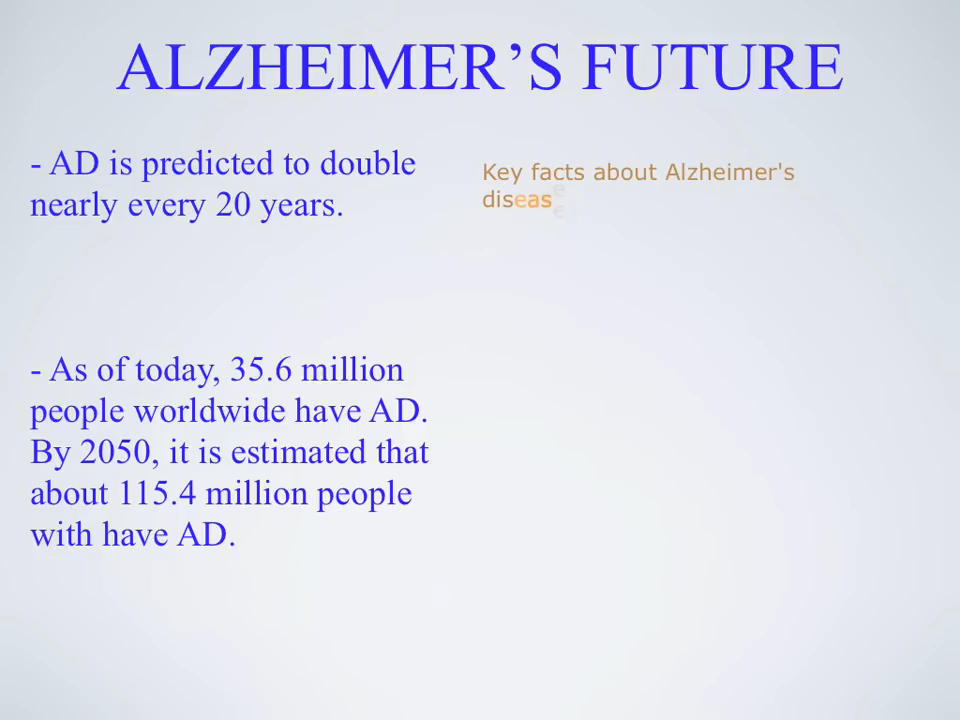 ALZHEIMER’S FUTURE
- AD is predicted to double
nearly every 20 years.
- As of today, 35.6 million
people worldwide have AD.
By 2050, it is estimated that
about 115.4 million people
with have AD.
Key facts about Alzheimer's
disease